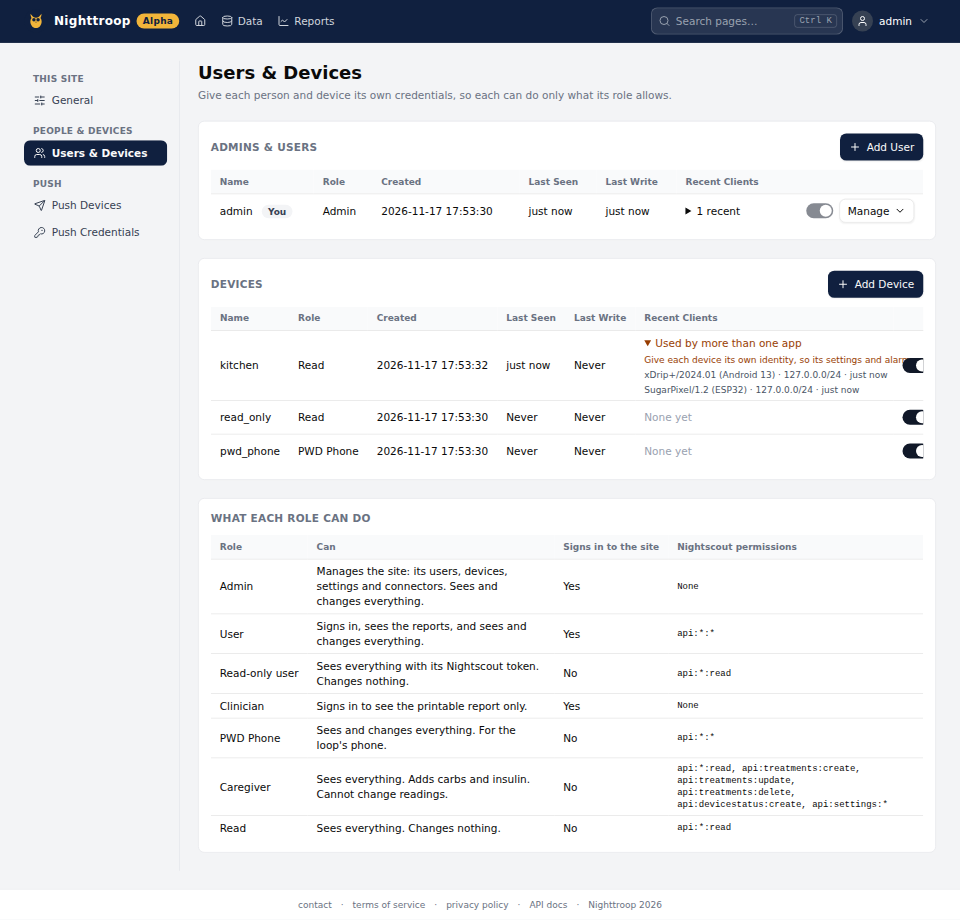 Nighttroop Alpha Data Reports Search pages... Ctrl K admin
THIS SITE
General
PEOPLE & DEVICES
Users & Devices
PUSH
Push Devices
Push Credentials
Users & Devices
Give each person and device its own credentials, so each can do only what its role allows.
ADMINS & USERS
Add User
Name Role Created Last Seen Last Write Recent Clients
admin You Admin 2026-11-17 17:53:30 just now just now 1 recent Manage
DEVICES
Add Device
Name Role Created Last Seen Last Write Recent Clients
kitchen Read 2026-11-17 17:53:32 just now Never Used by more than one app
Give each device its own identity, so its settings and alar
xDrip+/2024.01 (Android 13) · 127.0.0.0/24 · just now
SugarPixel/1.2 (ESP32) · 127.0.0.0/24 · just now
read_only Read 2026-11-17 17:53:30 Never Never None yet
pwd_phone PWD Phone 2026-11-17 17:53:30 Never Never None yet
WHAT EACH ROLE CAN DO
Role Can Signs in to the site Nightscout permissions
Admin Manages the site: its users, devices,
settings and connectors. Sees and
changes everything. Yes None
User Signs in, sees the reports, and sees and
changes everything. Yes api:*:*
Read-only user Sees everything with its Nightscout token.
Changes nothing. No api:*:read
Clinician Signs in to see the printable report only. Yes None
PWD Phone Sees and changes everything. For the
loop's phone. No api:*:*
Caregiver Sees everything. Adds carbs and insulin.
Cannot change readings. No api:*:read, api:treatments:create,
api:treatments:update,
api:treatments:delete,
api:devicestatus:create, api:settings:*
Read Sees everything. Changes nothing. No api:*:read
contact · terms of service · privacy policy · API docs · Nighttroop 2026